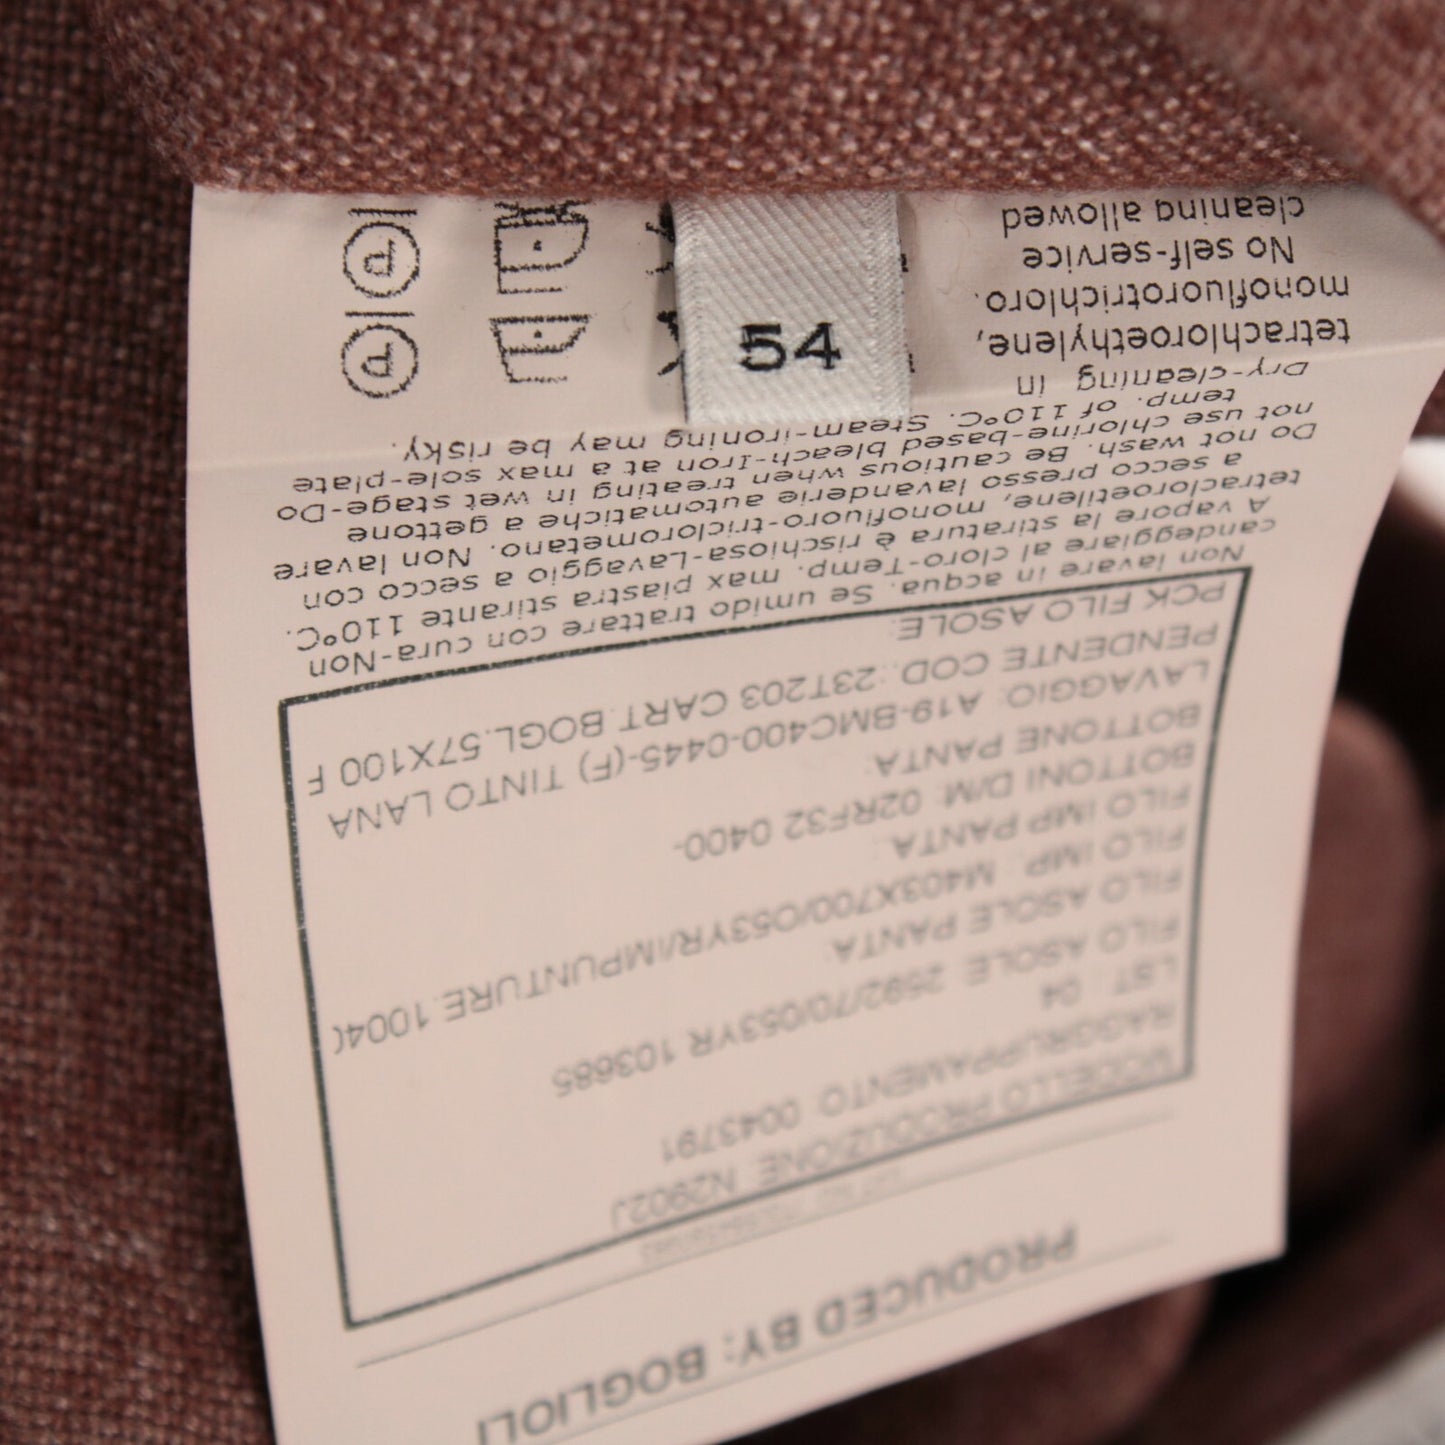 PRODUCED BY: BOGLIOLI
MODELLO PRODUZIONE: N2902J
RAGGRUPPAMENTO: 0043791
LST : 04
FILO ASOLE: 2592/70/053YR 103685
FILO ASOLE PANTA:
FILO IMP.: M403X700/O53YR/IMPUNTURE.1004(
FILO IMP PANTA :
BOTTONI D/M: 02RF32 0400-
BOTTONE PANTA:
LAVAGGIO: A19-BMC400-0445-(F) TINTO LANA
PENDENTE COD.:23T203 CART. BOGL.57X100 F
PCK FILO ASOLE:
Non lavare in acqua. Se umido trattare con cura-Non
candeggiare al cloro-Temp. max piastra stirante 110°C.
A vapore la stiratura è rischiosa-Lavaggio a secco con
tetracloroetilene, monofluoro-triclorometano. Non lavare
a secco presso lavanderie automatiche a gettone
Do not wash. Be cautious when treating in wet stage-Do
not use chlorine-based bleach-Iron at a max sole-plate
temp. of 110°C. Steam-ironing may be risky.
Dry-cleaning in
tetrachloroethylene,
monofluorotrichloro.
No self-service
cleaning allowed
54
P
P